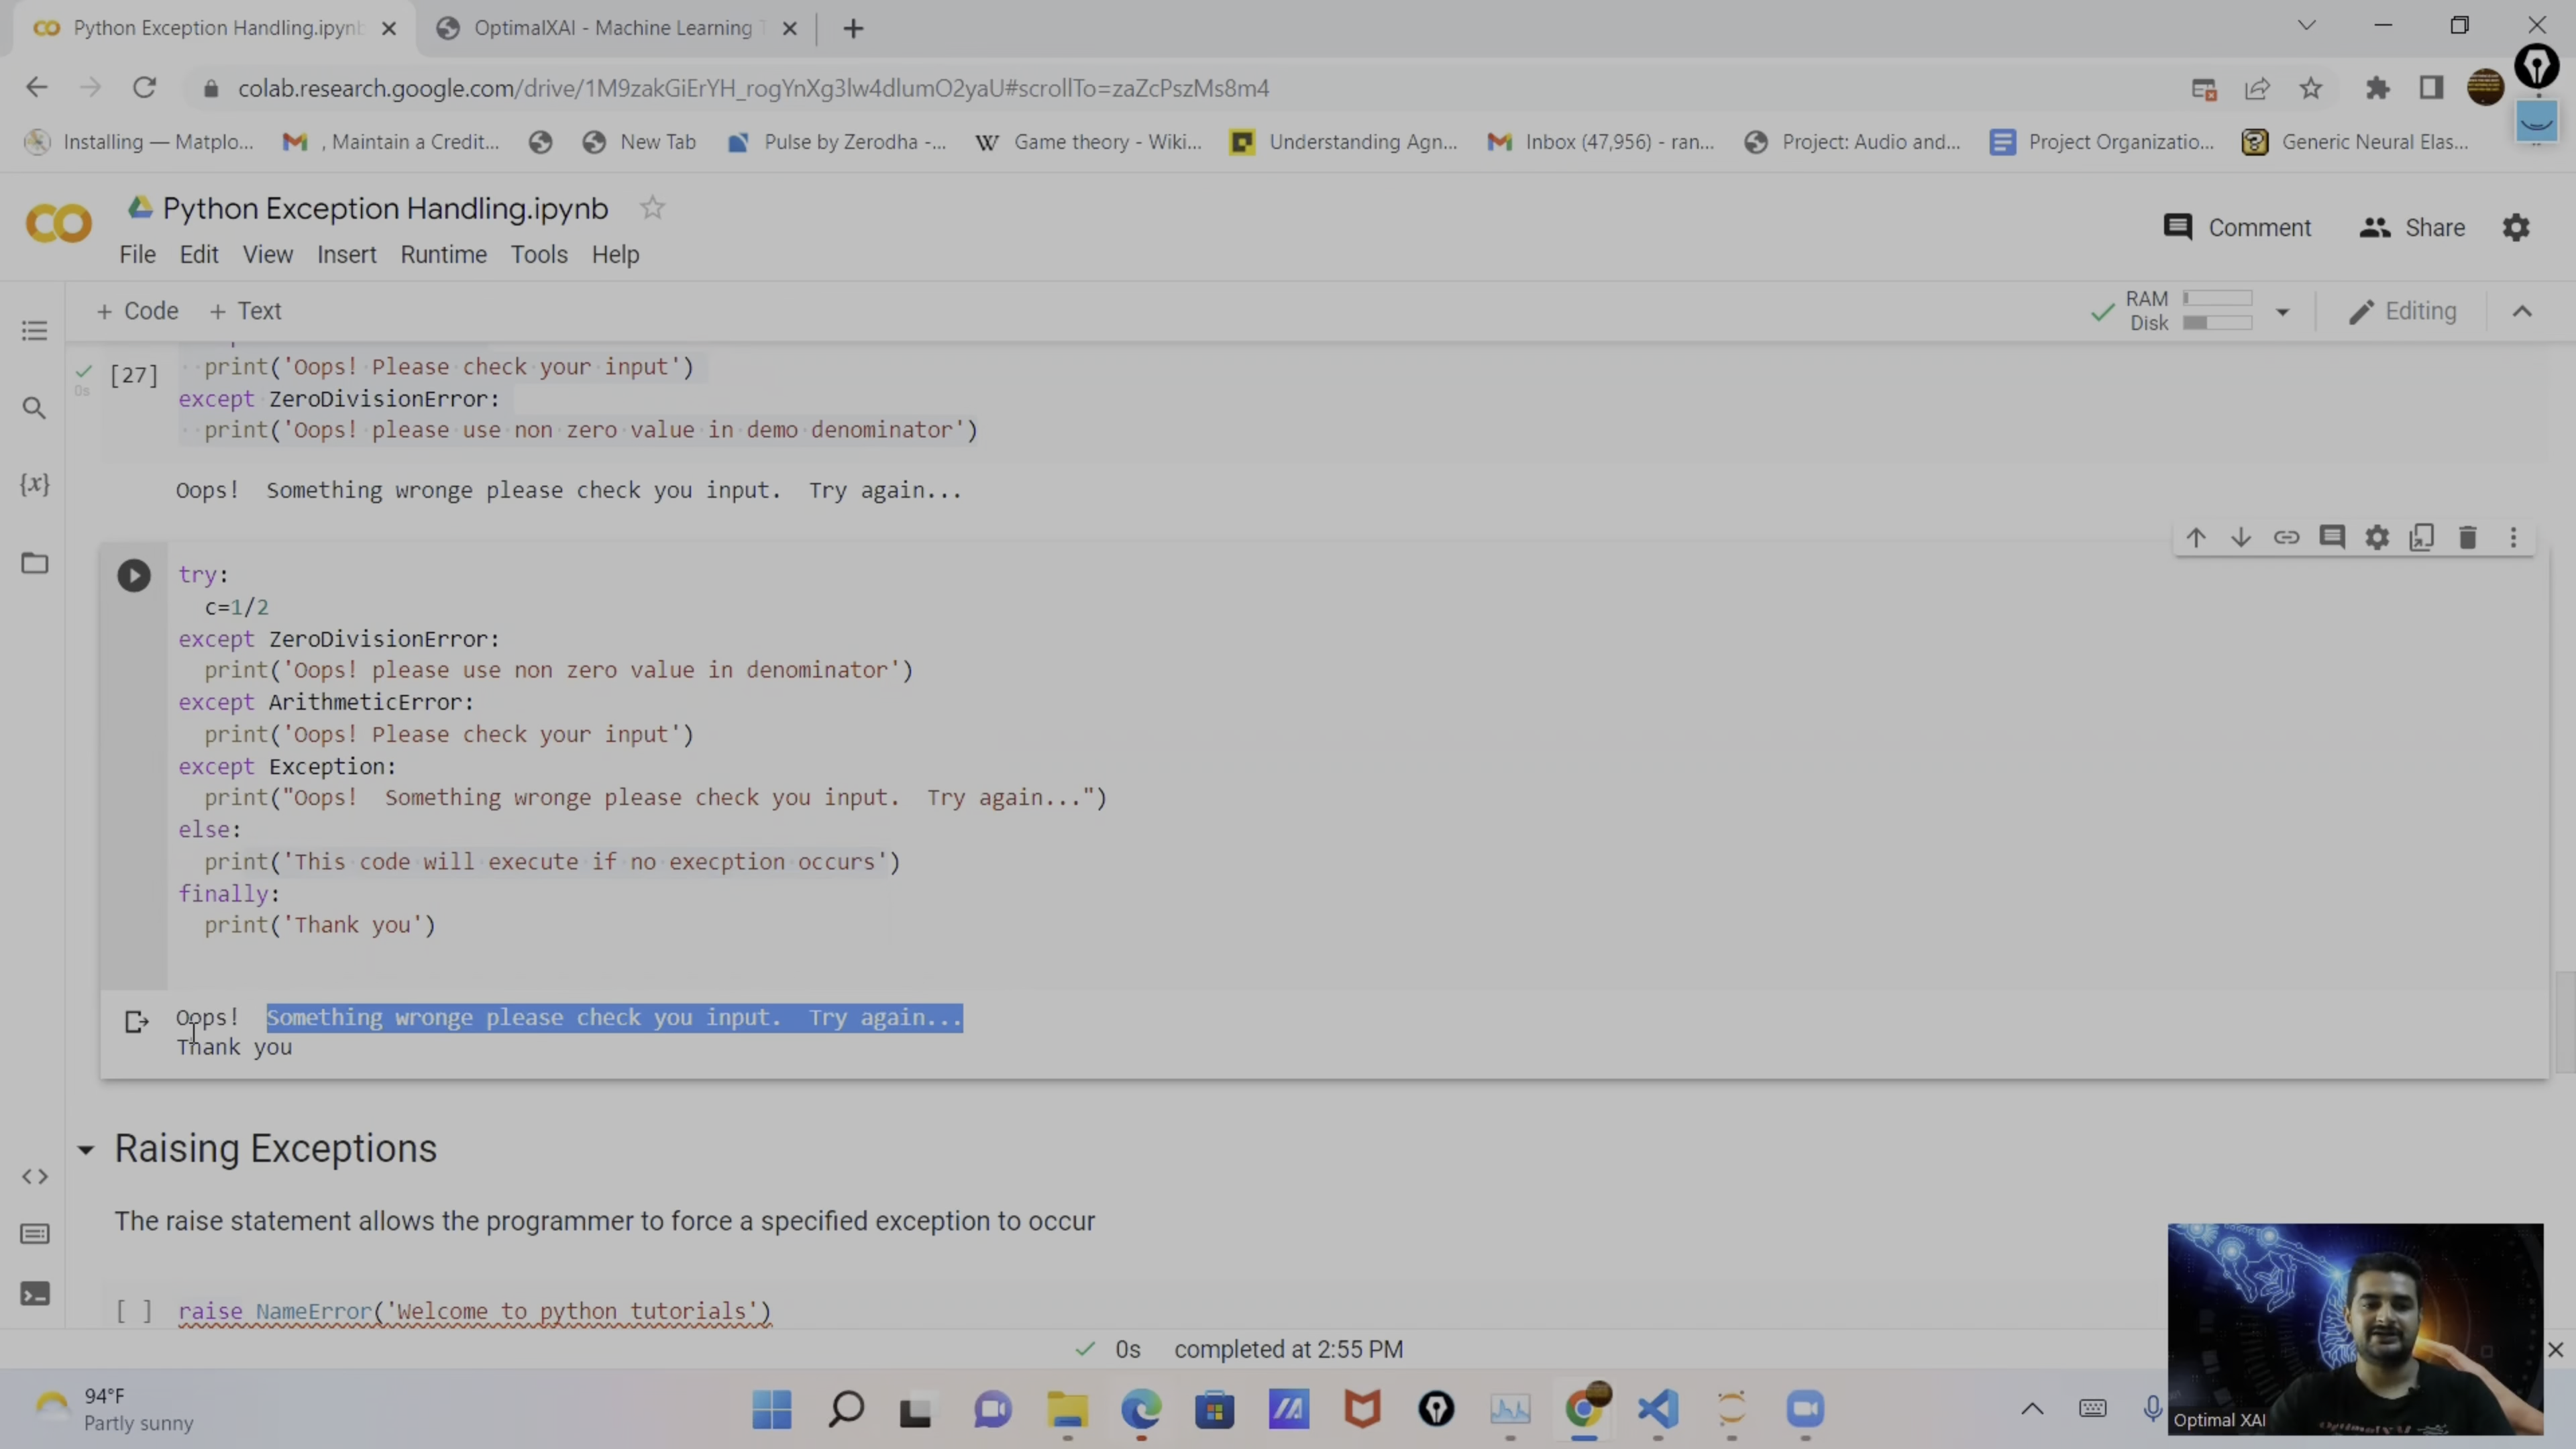 Python Exception Handling.ipynb
OptimalXAI - Machine Learning
colab.research.google.com/drive/1M9zakGiErYH_rogYnXg3lw4dlumO2yaU#scrollTo=zaZcPszMs8m4
Installing — Matplo... , Maintain a Credit... New Tab Pulse by Zerodha -... Game theory - Wiki... Understanding Agn... Inbox (47,956) - ran... Project: Audio and... Project Organizatio... Generic Neural Elas...
Python Exception Handling.ipynb
Comment Share
File Edit View Insert Runtime Tools Help
+ Code + Text
RAM
Disk
Editing
[27]
0s
print('Oops! Please check your input')
except ZeroDivisionError:
print('Oops! please use non zero value in demo denominator')
Oops!  Something wronge please check you input.  Try again...
{x}
try:
c=1/2
except ZeroDivisionError:
print('Oops! please use non zero value in denominator')
except ArithmeticError:
print('Oops! Please check your input')
except Exception:
print("Oops!  Something wronge please check you input.  Try again...")
else:
print('This code will execute if no execption occurs')
finally:
print('Thank you')
Oops!  Something wronge please check you input.  Try again...
Thank you
Raising Exceptions
The raise statement allows the programmer to force a specified exception to occur
[ ] raise NameError('Welcome to python tutorials')
0s completed at 2:55 PM
94°F
Partly sunny
Optimal XAI